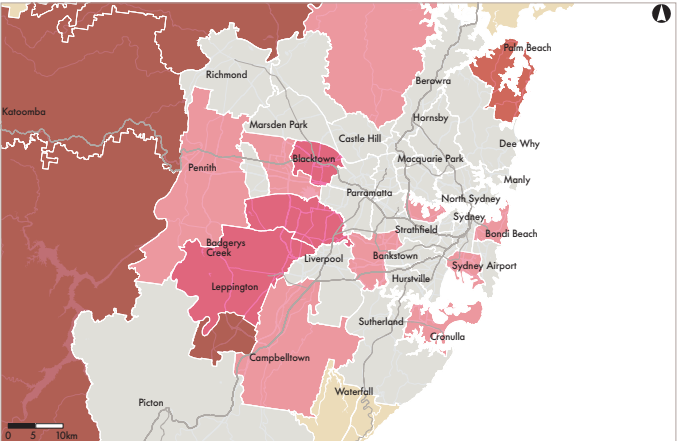 Palm Beach
Richmond
Berowra
Katoomba
Hornsby
Marsden Park
Castle Hill
Dee Why
Blacktown
Macquarie Park
Penrith
Manly
Parramatta
North Sydney
Sydney
Strathfield
Bondi Beach
Badgerys
Creek
Liverpool
Bankstown
Sydney Airport
Hurstville
Leppington
Sutherland
Cronulla
Campbelltown
Waterfall
Picton
0 5 10km